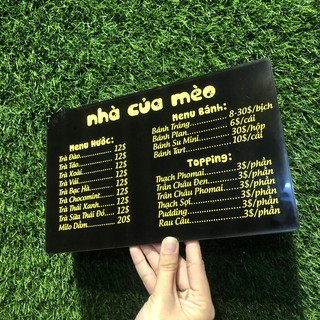 nhà của mèo
Menu Nước:
Trà Đào............12$
Trà Táo............12$
Trà Xoài...........12$
Trà Vải............12$
Trà Bạc Hà.........12$
Trà Chocomint......12$
Trà Thái Xanh......12$
Trà Sữa Thái Đỏ....12$
Milo Dầm...........20$
Menu Bánh:
Bánh Tráng.........8-30$/bịch
Bánh Plan..........6$/cái
Bánh Su Mini.......30$/hộp
Bánh Tart..........10$/cái
Topping:
Thạch Phomai.......3$/phần
Trân Châu Đen......3$/phần
Trân Châu Phomai...3$/phần
Thạch Sợi..........3$/phần
Pudding............3$/phần
Rau Câu............3$/phần